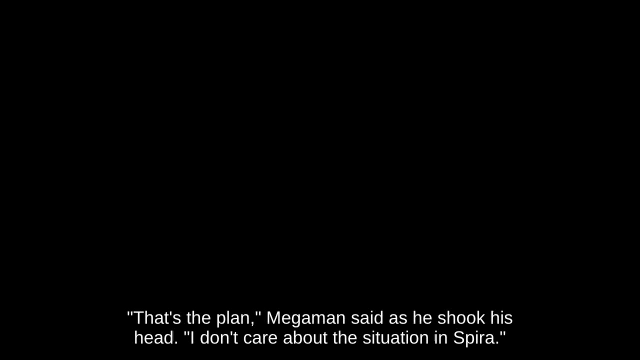 "That's the plan," Megaman said as he shook his
head. "I don't care about the situation in Spira."